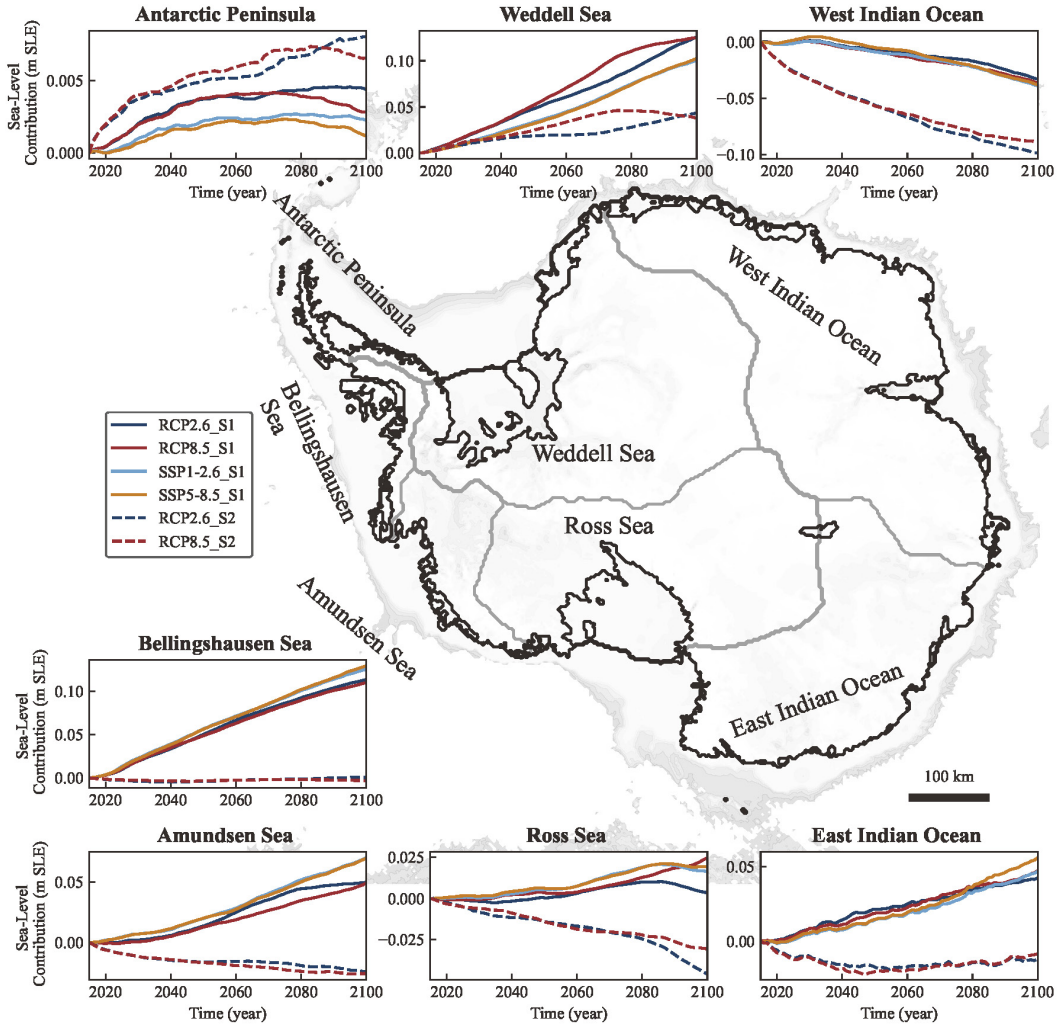 Antarctic Peninsula
Weddell Sea
West Indian Ocean
Sea-Level
Contribution (m SLE)
0.005
0.000
2020 2040 2060 2080 2100
Time (year)
0.10
0.05
0.00
2020 2040 2060 2080 2100
Time (year)
0.00
−0.05
−0.10
2020 2040 2060 2080 2100
Time (year)
Antarctic Peninsula
West Indian Ocean
Bellingshausen
Sea
Weddell Sea
Ross Sea
Amundsen Sea
East Indian Ocean
RCP2.6_S1
RCP8.5_S1
SSP1-2.6_S1
SSP5-8.5_S1
RCP2.6_S2
RCP8.5_S2
100 km
Bellingshausen Sea
Sea-Level
Contribution (m SLE)
0.10
0.05
0.00
2020 2040 2060 2080 2100
Amundsen Sea
Ross Sea
East Indian Ocean
Sea-Level
Contribution (m SLE)
0.05
0.00
2020 2040 2060 2080 2100
Time (year)
0.025
0.000
−0.025
2020 2040 2060 2080 2100
Time (year)
0.05
0.00
2020 2040 2060 2080 2100
Time (year)